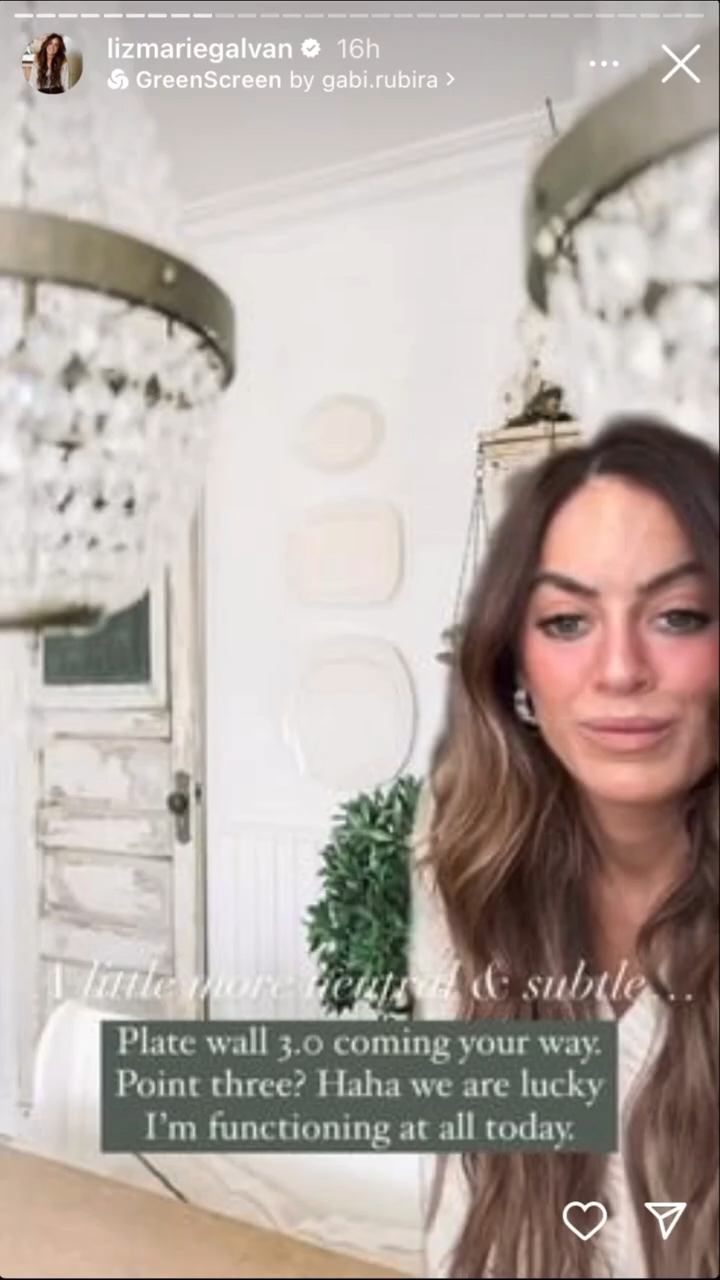 lizmariegalvan 16h
GreenScreen by gabi.rubira >
A little more neutral & subtle...
Plate wall 3.0 coming your way.
Point three? Haha we are lucky
I'm functioning at all today.